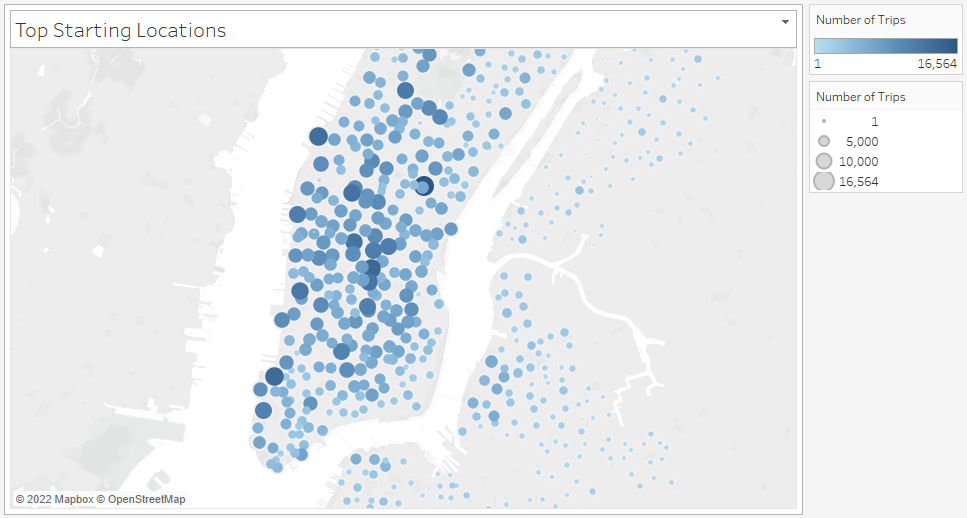 Top Starting Locations
Number of Trips
1 16,564
Number of Trips
1
5,000
10,000
16,564
© 2022 Mapbox © OpenStreetMap